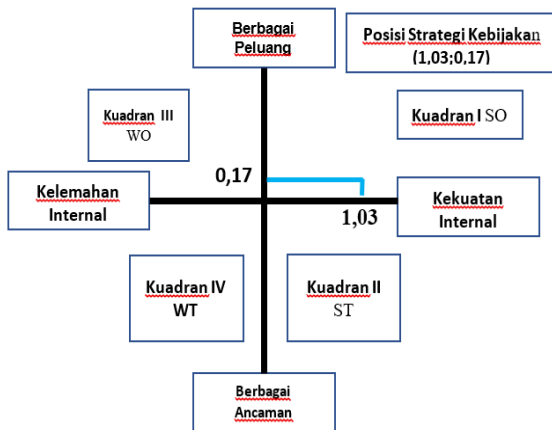 Berbagai
Peluang
Posisi Strategi Kebijakan
(1,03;0,17)
Kuadran III
WO
Kuadran I SO
0,17
Kelemahan
Internal
1,03
Kekuatan
Internal
Kuadran IV
WT
Kuadran II
ST
Berbagai
Ancaman